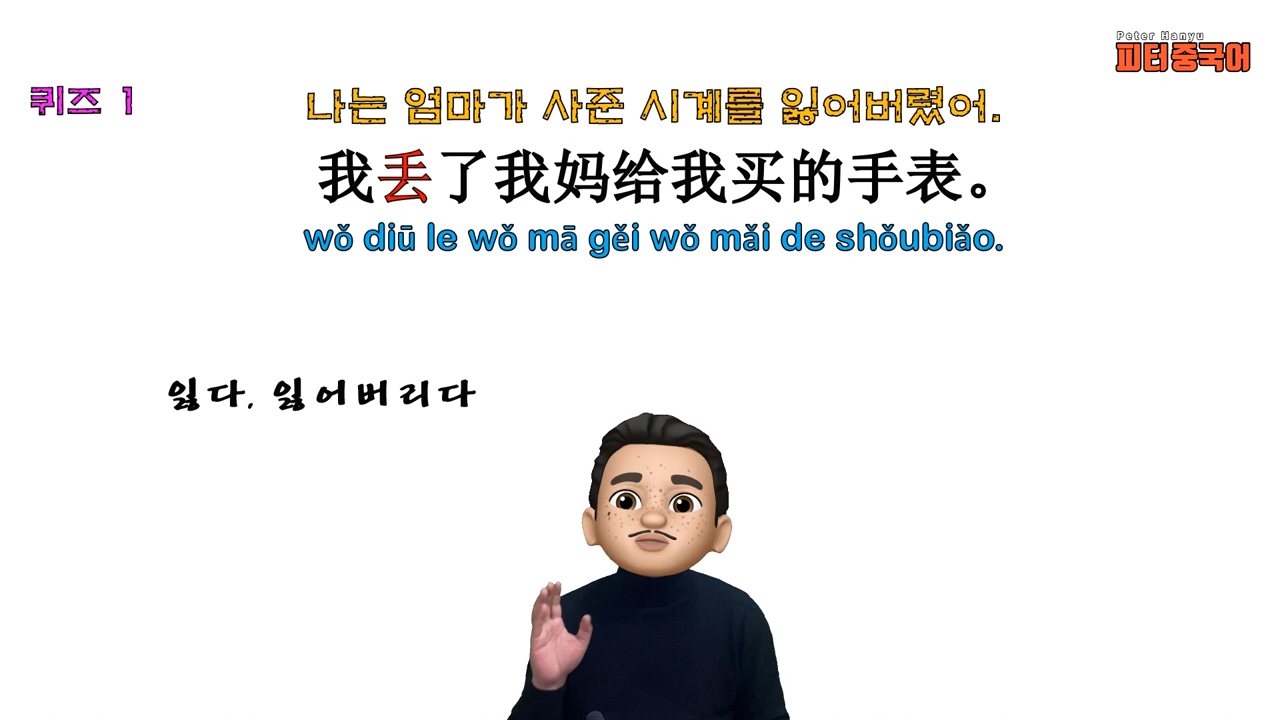 Peter Hanyu
피터중국어
퀴즈 1
나는 엄마가 사준 시계를 잃어버렸어.
我丢了我妈给我买的手表。
wǒ diū le wǒ mā gěi wǒ mǎi de shǒubiǎo.
잃다, 잃어버리다